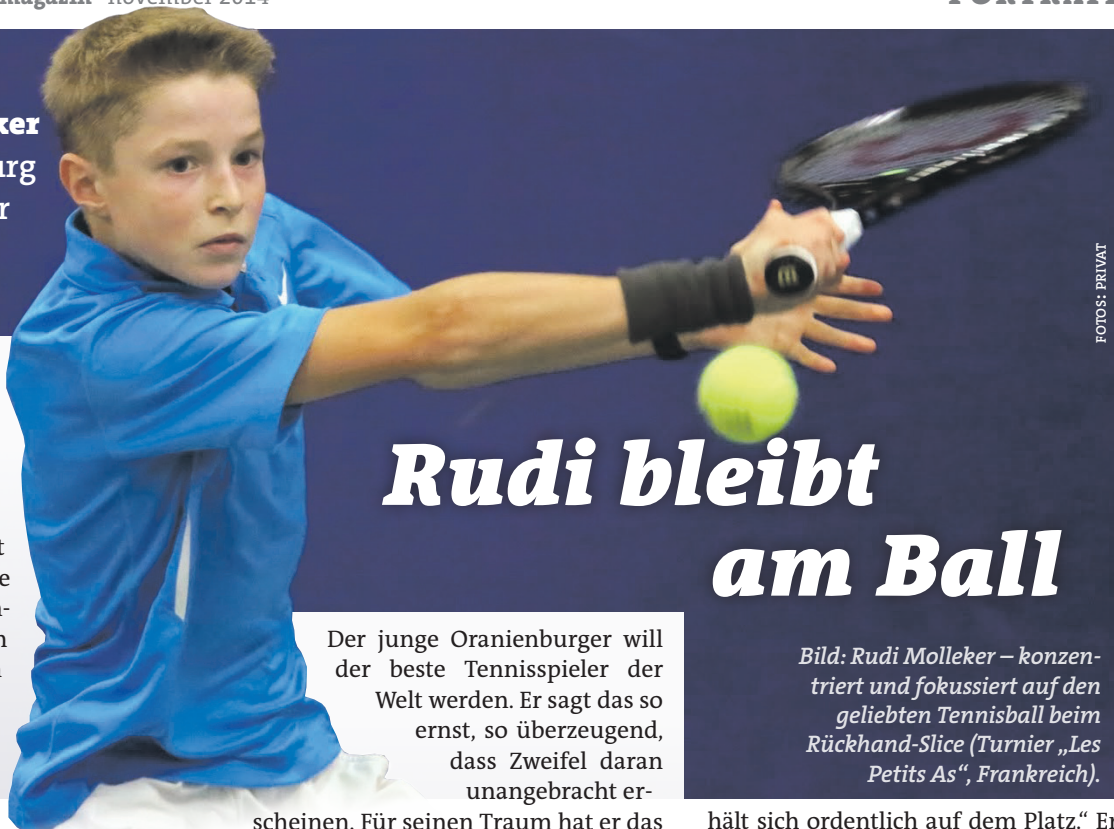 magazin november 2014
PORTRAIT
ker
urg
r
FOTOS: PRIVAT
Rudi bleibt
am Ball
t
e
n-
n
Der junge Oranienburger will
der beste Tennisspieler der
Welt werden. Er sagt das so
ernst, so überzeugend,
dass Zweifel daran
unangebracht er-
scheinen. Für seinen Traum hat er das
Bild: Rudi Molleker – konzen-
triert und fokussiert auf den
geliebten Tennisball beim
Rückhand-Slice (Turnier „Les
Petits As“, Frankreich).
hält sich ordentlich auf dem Platz.“ Er